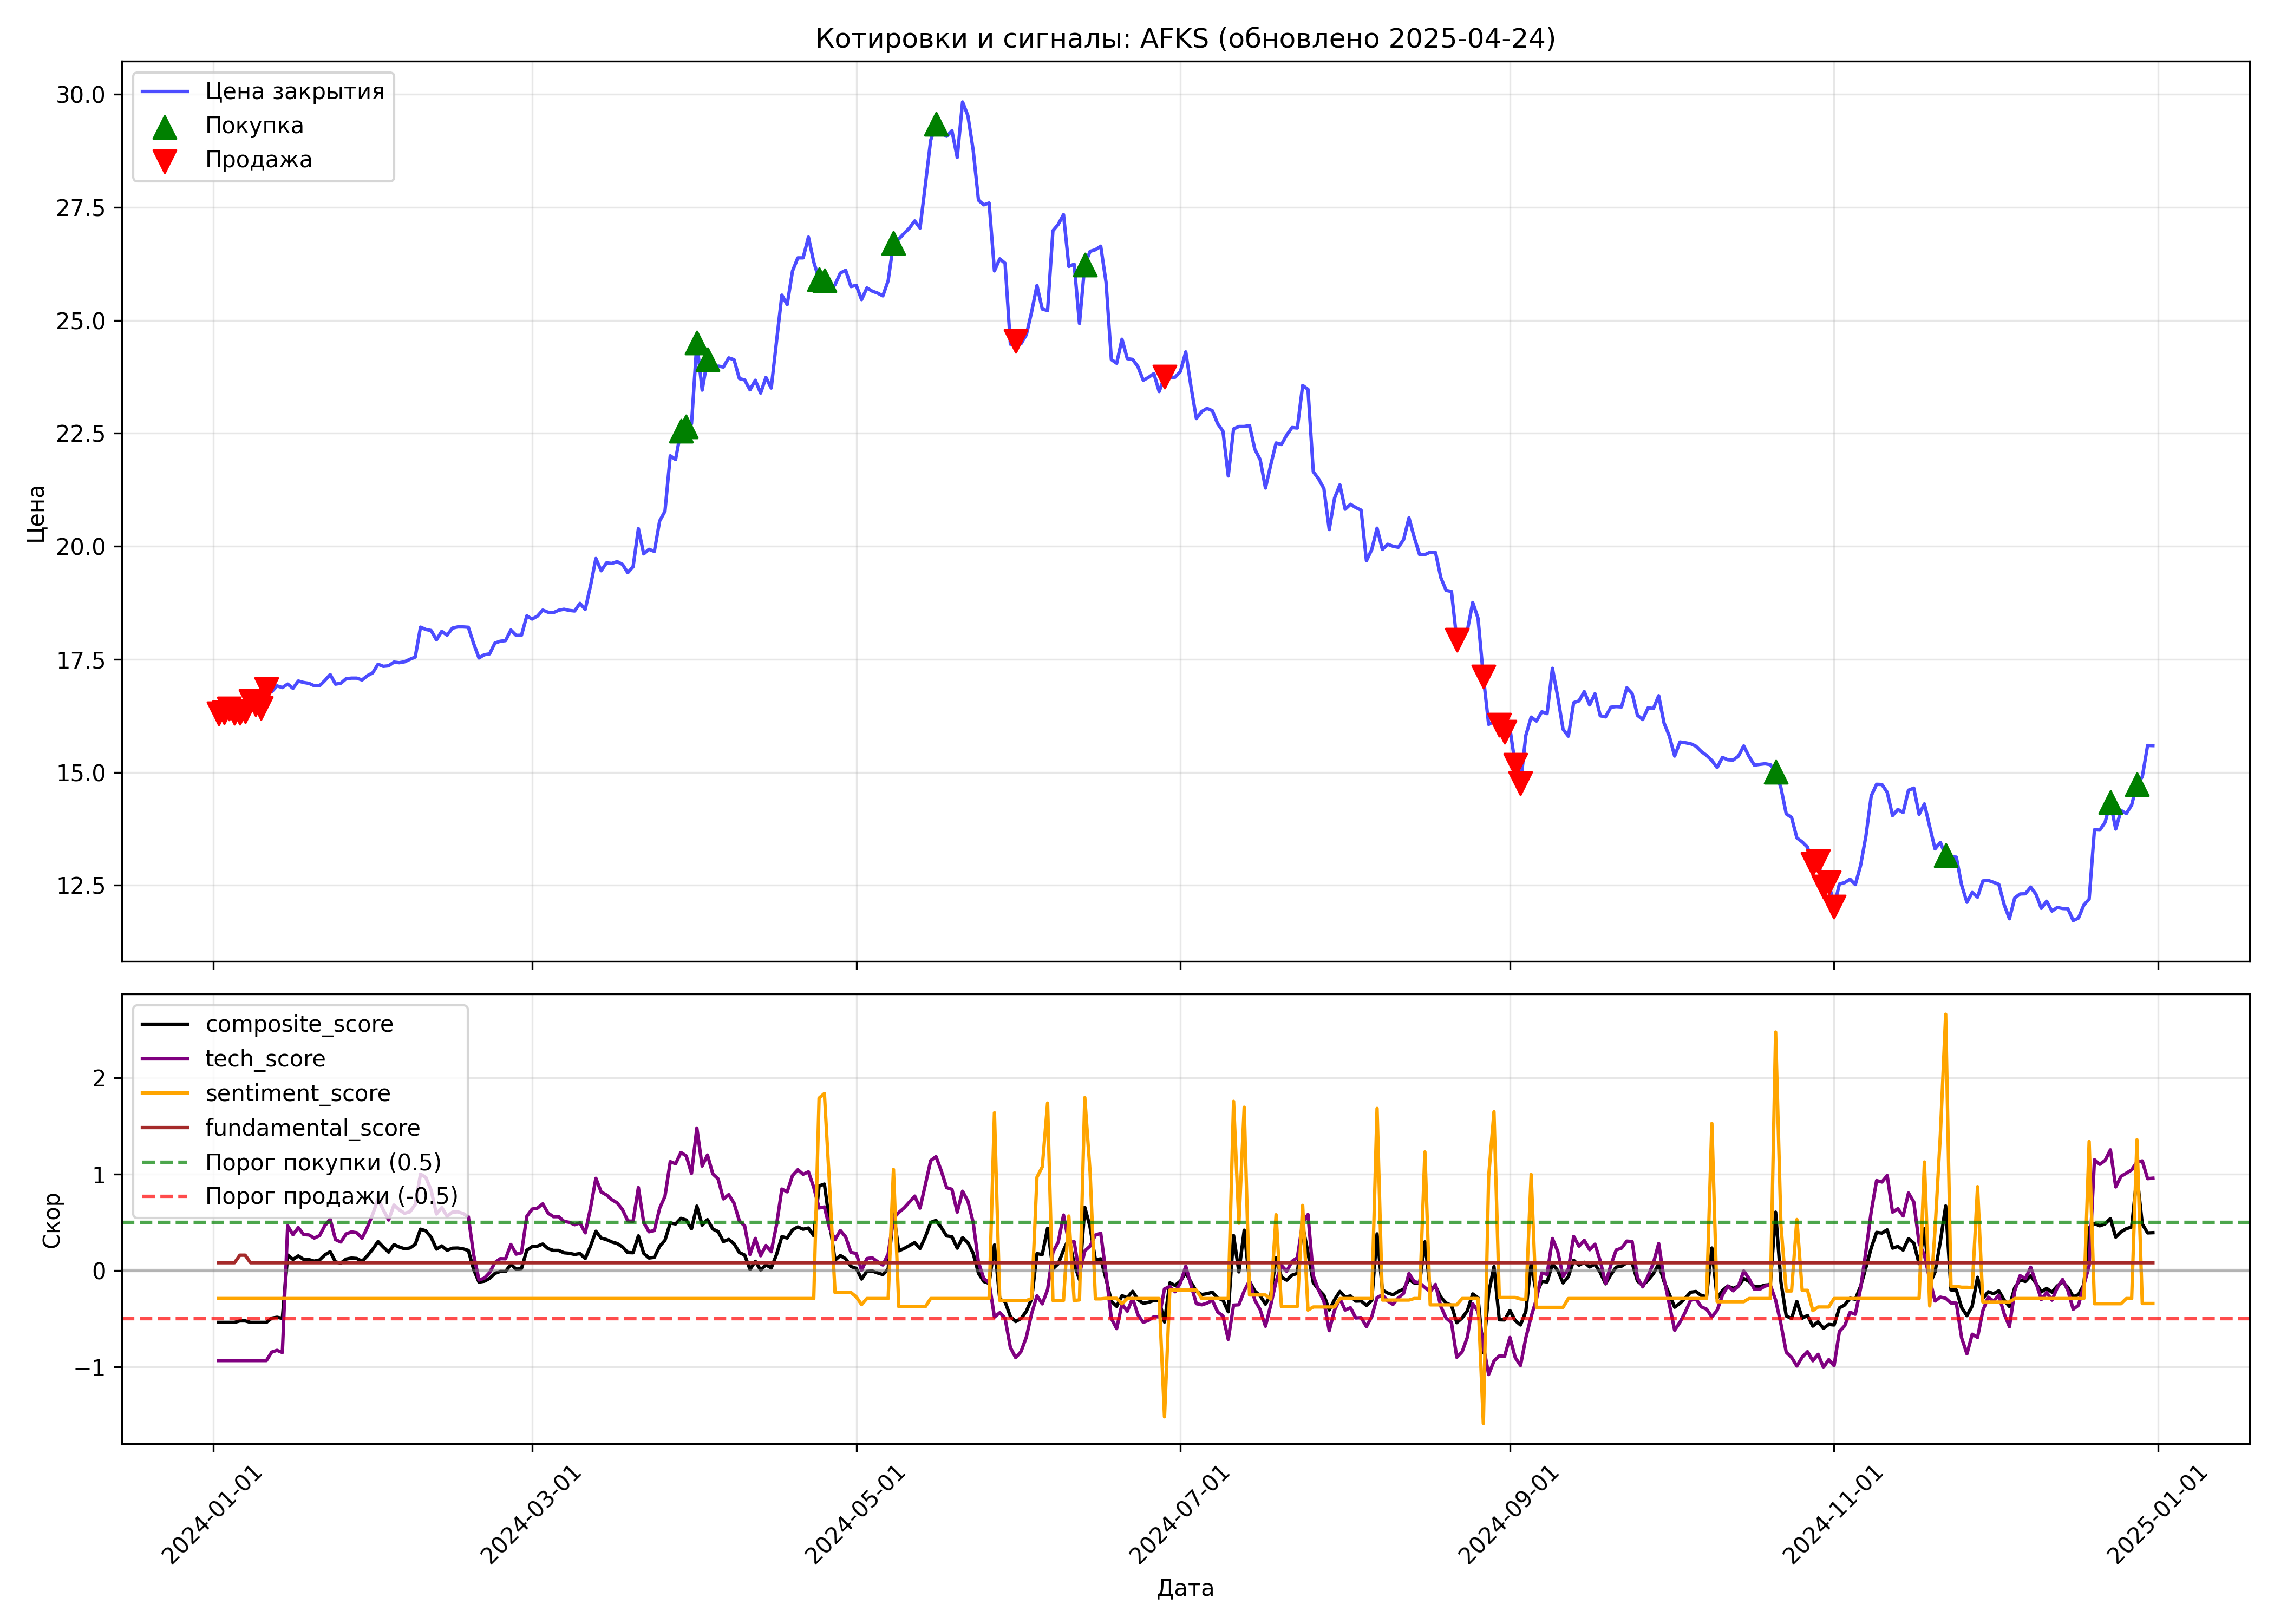 Котировки и сигналы: AFKS (обновлено 2025-04-24)
Цена закрытия
Покупка
Продажа
30.0
27.5
25.0
22.5
20.0
17.5
15.0
12.5
Цена
composite_score
tech_score
sentiment_score
fundamental_score
Порог покупки (0.5)
Порог продажи (-0.5)
2
1
0
−1
Скор
2024-01-01
2024-03-01
2024-05-01
2024-07-01
2024-09-01
2024-11-01
2025-01-01
Дата